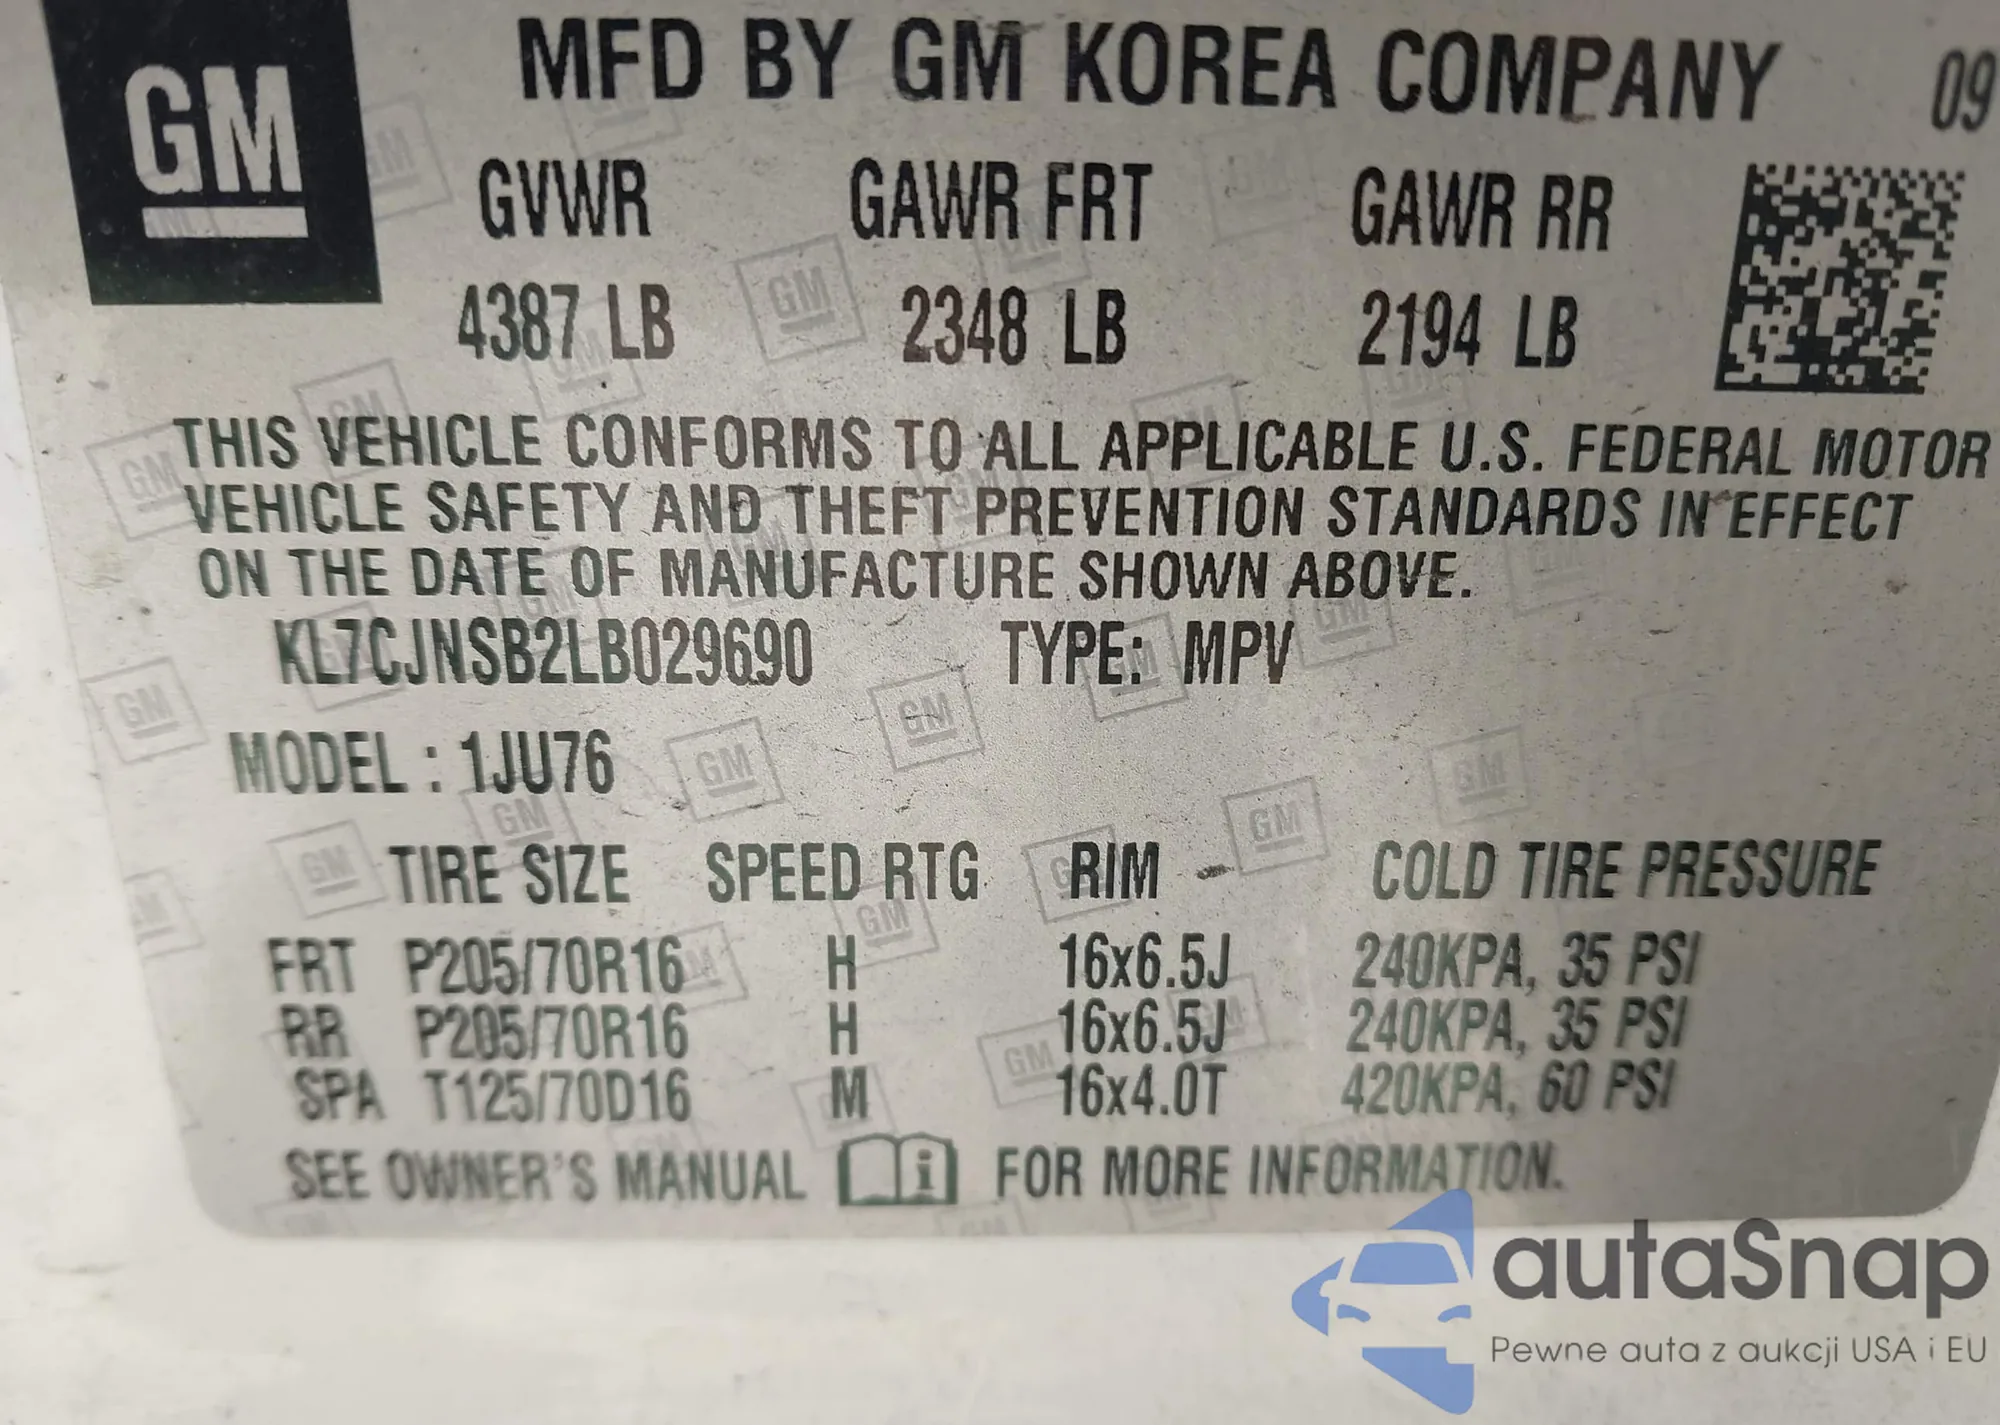 GM
MFD BY GM KOREA COMPANY 09
GVWR GAWR FRT GAWR RR
4387 LB 2348 LB 2194 LB
THIS VEHICLE CONFORMS TO ALL APPLICABLE U.S. FEDERAL MOTOR
VEHICLE SAFETY AND THEFT PREVENTION STANDARDS IN EFFECT
ON THE DATE OF MANUFACTURE SHOWN ABOVE.
KL7CJNSB2LB029690 TYPE: MPV
MODEL : 1JU76
TIRE SIZE SPEED RTG RIM COLD TIRE PRESSURE
FRT P205/70R16 H 16x6.5J 240KPA, 35 PSI
RR P205/70R16 H 16x6.5J 240KPA, 35 PSI
SPA T125/70D16 M 16x4.0T 420KPA, 60 PSI
SEE OWNER'S MANUAL i FOR MORE INFORMATION.
autaSnap
Pewne auta z aukcji USA i EU